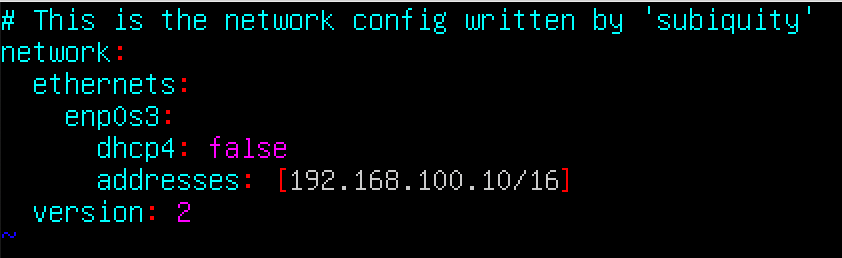 # This is the network config written by 'subiquity'
network:
  ethernets:
    enp0s3:
      dhcp4: false
      addresses: [192.168.100.10/16]
  version: 2
~